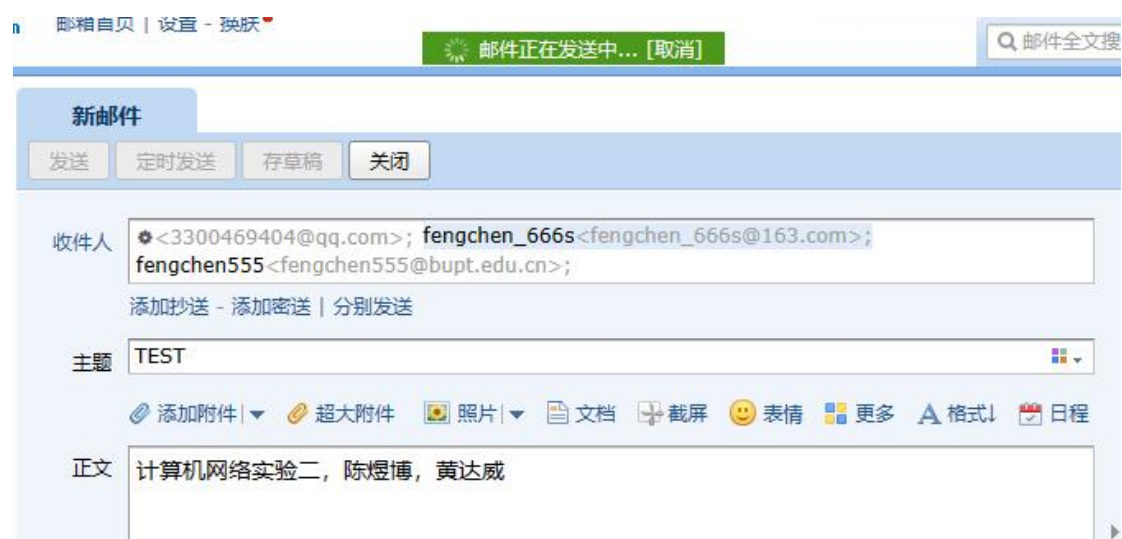 n 邮箱首页 | 设置 - 换肤
邮件正在发送中... [取消]
邮件全文搜
新邮件
发送 定时发送 存草稿 关闭
收件人 <3300469404@qq.com>; fengchen_666s<fengchen_666s@163.com>;
fengchen555<fengchen555@bupt.edu.cn>;
添加抄送 - 添加密送 | 分别发送
主题 TEST
添加附件 | 超大附件 照片 | 文档 截屏 表情 更多 A 格式↓ 日程
正文 计算机网络实验二，陈煜博，黄达威